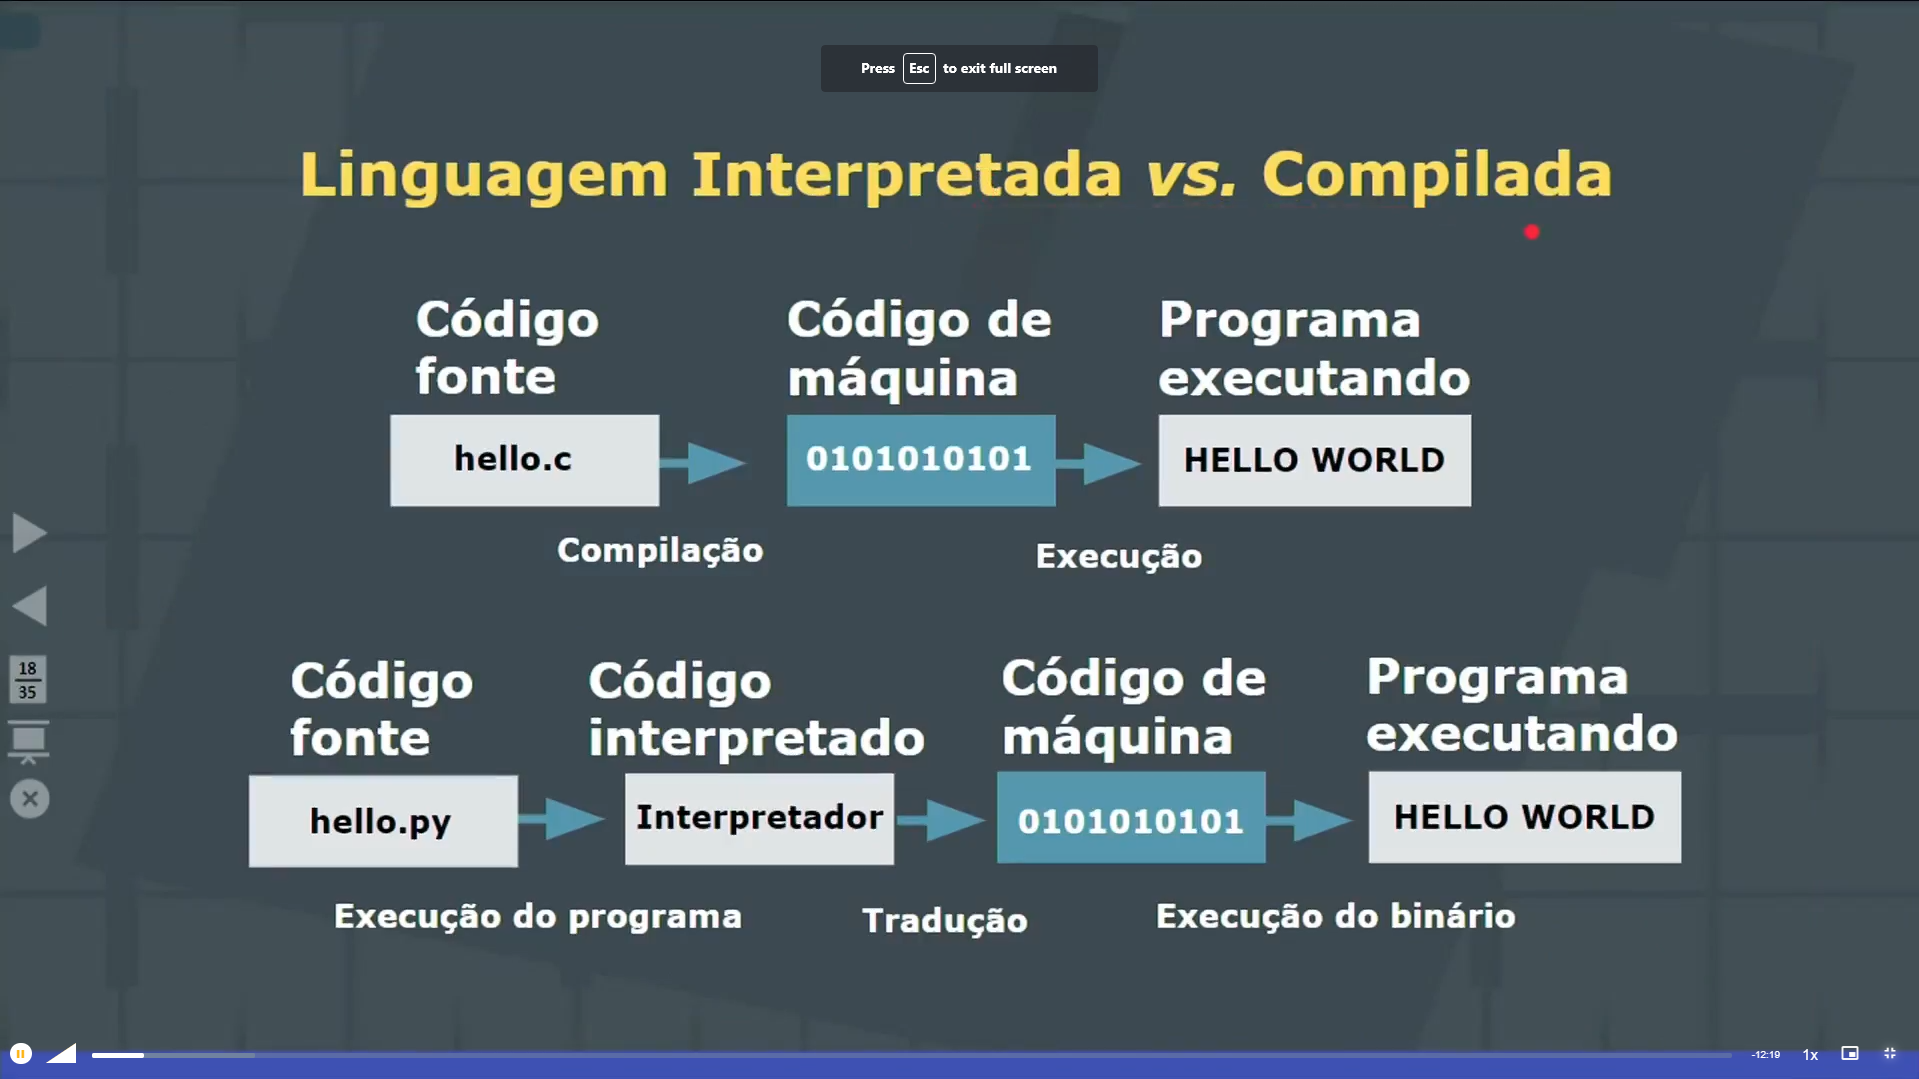 Press Esc to exit full screen
Linguagem Interpretada vs. Compilada
Código
fonte
Código de
máquina
Programa
executando
hello.c
0101010101
HELLO WORLD
Compilação
Execução
Código
fonte
Código
interpretado
Código de
máquina
Programa
executando
hello.py
Interpretador
0101010101
HELLO WORLD
Execução do programa
Tradução
Execução do binário
18
35
-12:19
1x